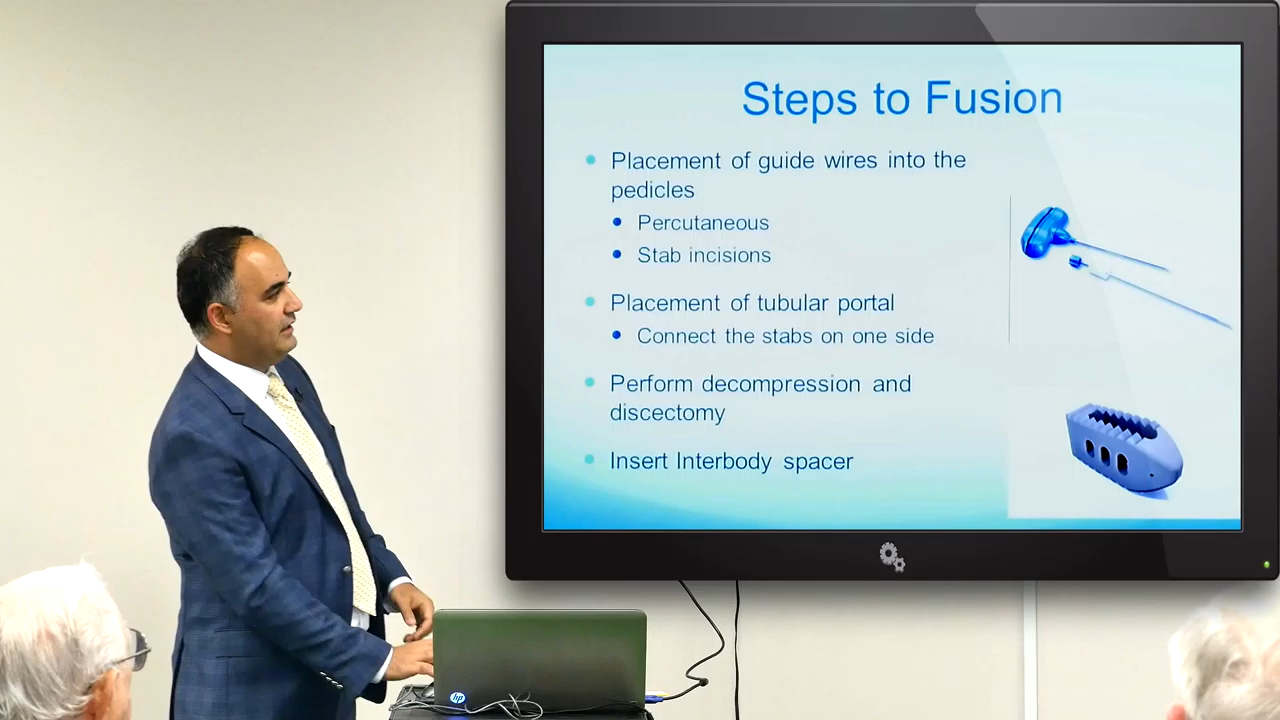 Steps to Fusion
Placement of guide wires into the
pedicles
Percutaneous
Stab incisions
Placement of tubular portal
Connect the stabs on one side
Perform decompression and
discectomy
Insert Interbody spacer
hp